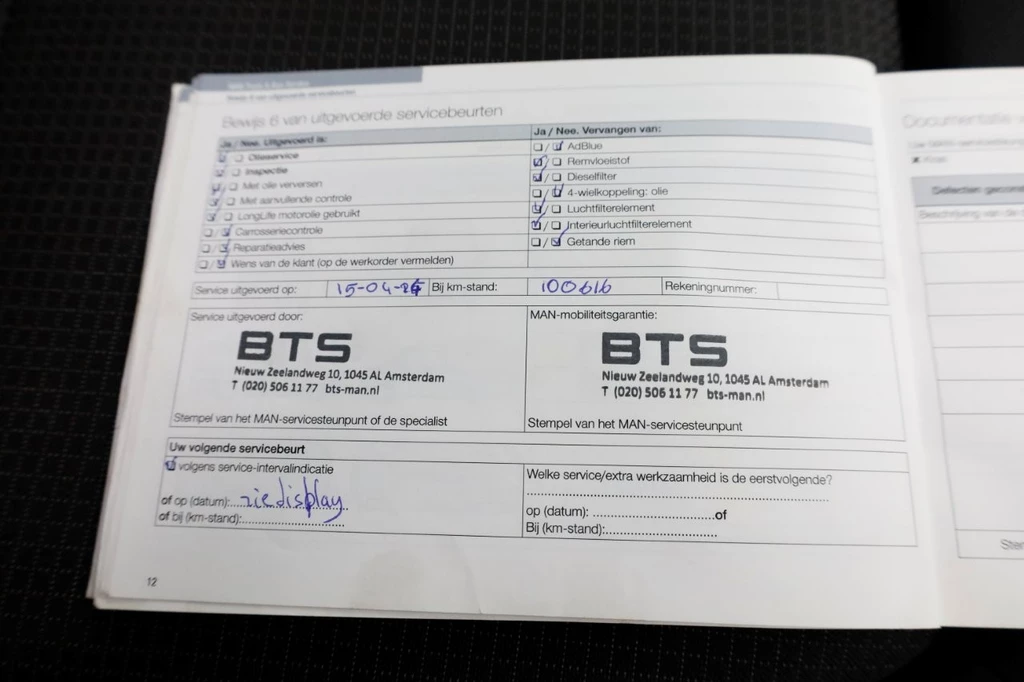 Bewijs 6 van uitgevoerde servicebeurten
Ja / Nee. Uitgevoerd is:
Olieservice
Inspectie
Met olie verversen
Met aanvullende controle
LongLife motorolie gebruikt
Carrosseriecontrole
Reparatieadvies
Wens van de klant (op de werkorder vermelden)
Ja / Nee. Vervangen van:
AdBlue
Remvloeistof
Dieselfilter
4-wielkoppeling: olie
Luchtfilterelement
Interieurluchtfilterelement
Getande riem
Service uitgevoerd op: 15-04- Bij km-stand: 100616 Rekeningnummer:
Service uitgevoerd door:
BTS
Nieuw Zeelandweg 10, 1045 AL Amsterdam
T (020) 506 11 77 bts-man.nl
Stempel van het MAN-servicesteunpunt of de specialist
MAN-mobiliteitsgarantie:
BTS
Nieuw Zeelandweg 10, 1045 AL Amsterdam
T (020) 506 11 77 bts-man.nl
Stempel van het MAN-servicesteunpunt
Uw volgende servicebeurt
volgens service-intervalindicatie
of op (datum): zie display
of bij (km-stand):
Welke service/extra werkzaamheid is de eerstvolgende?
op (datum): of
Bij (km-stand):
12
Documentatie